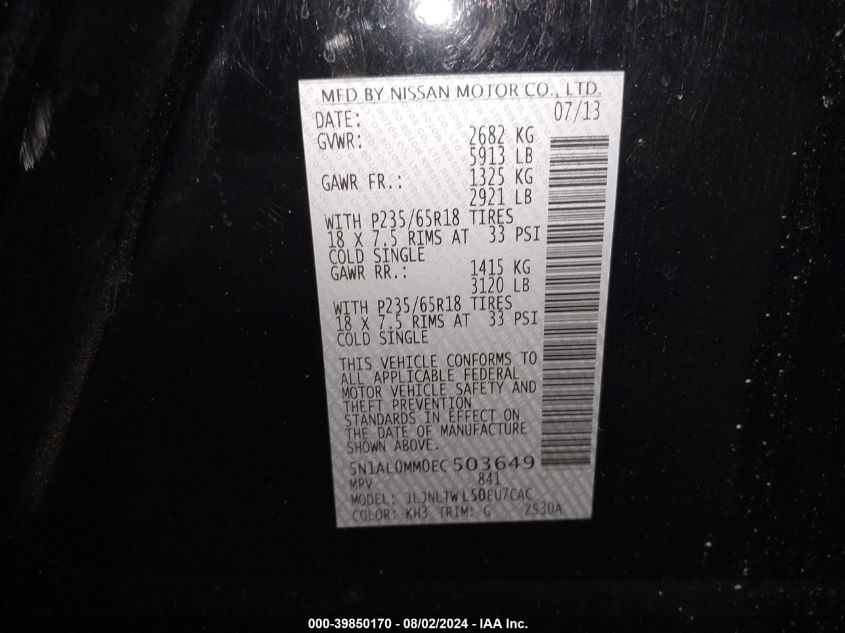 MFD BY NISSAN MOTOR CO., LTD.
DATE: 07/13
GVWR: 2682 KG
5913 LB
GAWR FR.: 1325 KG
2921 LB
WITH P235/65R18 TIRES
18 X 7.5 RIMS AT 33 PSI
COLD SINGLE
GAWR RR.: 1415 KG
3120 LB
WITH P235/65R18 TIRES
18 X 7.5 RIMS AT 33 PSI
COLD SINGLE
THIS VEHICLE CONFORMS TO
ALL APPLICABLE FEDERAL
MOTOR VEHICLE SAFETY AND
THEFT PREVENTION
STANDARDS IN EFFECT ON
THE DATE OF MANUFACTURE
SHOWN ABOVE.
5N1AL0MM0EC503649
MPV 841
MODEL: JLJNLTWL50EU7CAC
COLOR: KH3 TRIM: G 2S30A
000-39850170 - 08/02/2024 - IAA Inc.